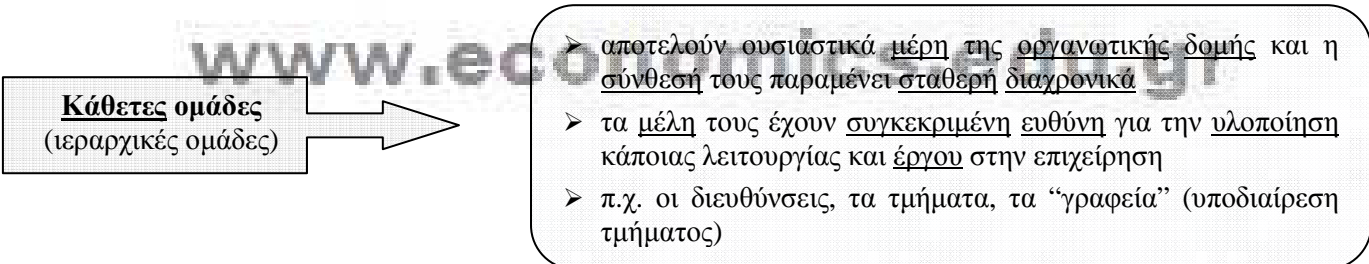 www.economics.edu.gr
Κάθετες ομάδες
(ιεραρχικές ομάδες)
➢ αποτελούν ουσιαστικά μέρη της οργανωτικής δομής και η
σύνθεσή τους παραμένει σταθερή διαχρονικά
➢ τα μέλη τους έχουν συγκεκριμένη ευθύνη για την υλοποίηση
κάποιας λειτουργίας και έργου στην επιχείρηση
➢ π.χ. οι διευθύνσεις, τα τμήματα, τα “γραφεία” (υποδιαίρεση
τμήματος)